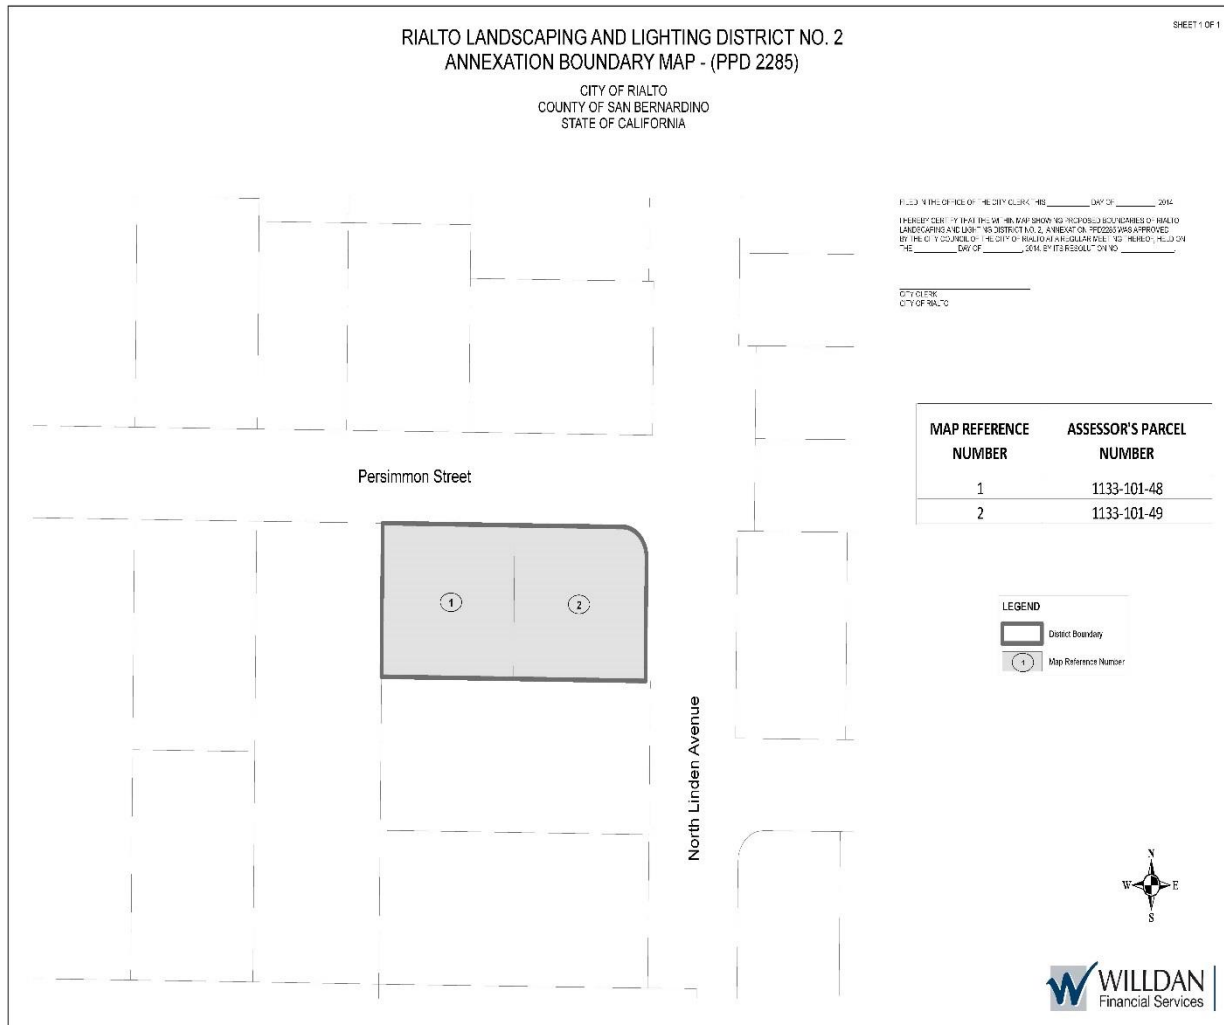 SHEET 1 OF 1
RIALTO LANDSCAPING AND LIGHTING DISTRICT NO. 2
ANNEXATION BOUNDARY MAP - (PPD 2285)
CITY OF RIALTO
COUNTY OF SAN BERNARDINO
STATE OF CALIFORNIA
FILED IN THE OFFICE OF THE CITY CLERK THIS __________ DAY OF __________ 2014
I HEREBY CERTIFY THAT THE WITHIN MAP SHOWING PROPOSED BOUNDARIES OF RIALTO
LANDSCAPING AND LIGHTING DISTRICT NO. 2, ANNEXATION PPD2285 WAS APPROVED
BY THE CITY COUNCIL OF THE CITY OF RIALTO AT A REGULAR MEETING THEREOF, HELD ON
THE __________ DAY OF __________, 2014, BY ITS RESOLUTION NO __________.
CITY CLERK
CITY OF RIALTO
MAP REFERENCE NUMBER ASSESSOR'S PARCEL NUMBER
1 1133-101-48
2 1133-101-49
Persimmon Street
1
2
North Linden Avenue
LEGEND
District Boundary
1 Map Reference Number
N
W E
S
WILLDAN
Financial Services